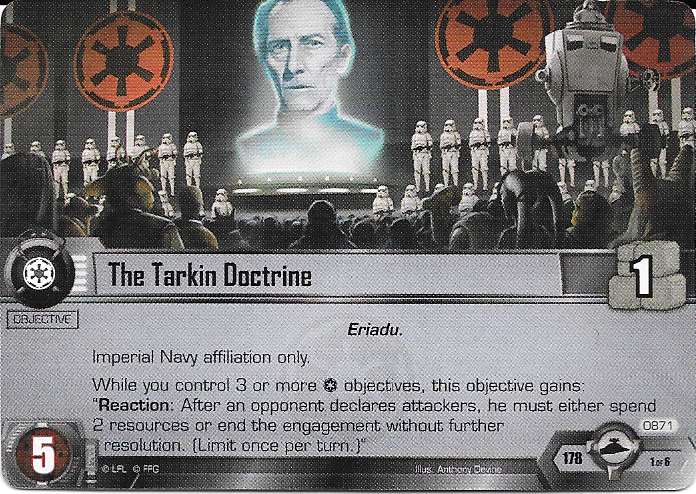 The Tarkin Doctrine
1
OBJECTIVE
Eriadu.
Imperial Navy affiliation only.
While you control 3 or more objectives, this objective gains:
"Reaction: After an opponent declares attackers, he must either spend
2 resources or end the engagement without further
resolution. (Limit once per turn.)"
0871
5
178
1 OF 6
© LFL © FFG
Illus. Anthony Devine